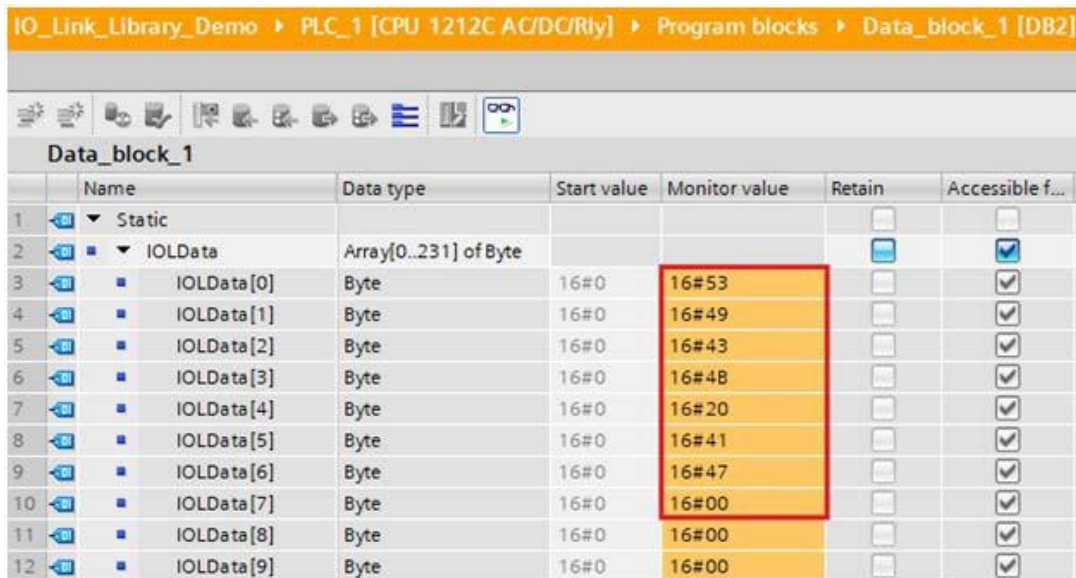 IO_Link_Library_Demo ▸ PLC_1 [CPU 1212C AC/DC/Rly] ▸ Program blocks ▸ Data_block_1 [DB2]
Data_block_1
Name Data type Start value Monitor value Retain Accessible f...
1 Static
2 IOLData Array[0..231] of Byte
3 IOLData[0] Byte 16#0 16#53
4 IOLData[1] Byte 16#0 16#49
5 IOLData[2] Byte 16#0 16#43
6 IOLData[3] Byte 16#0 16#4B
7 IOLData[4] Byte 16#0 16#20
8 IOLData[5] Byte 16#0 16#41
9 IOLData[6] Byte 16#0 16#47
10 IOLData[7] Byte 16#0 16#00
11 IOLData[8] Byte 16#0 16#00
12 IOLData[9] Byte 16#0 16#00